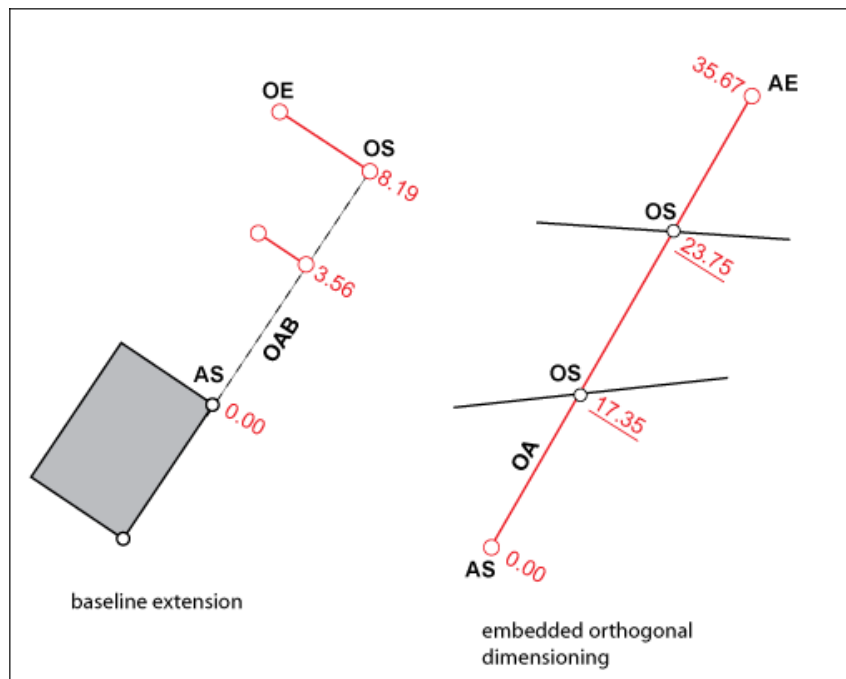 OE
OS
8.19
3.56
OAB
AS
0.00
baseline extension
35.67
AE
OS
23.75
OS
17.35
OA
AS
0.00
embedded orthogonal
dimensioning